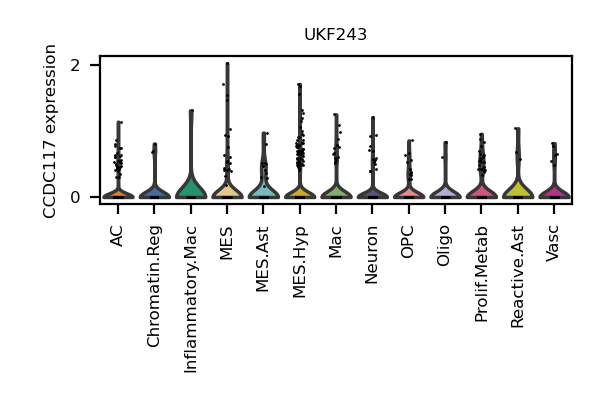 UKF243
CCDC117 expression
2
0
AC
Chromatin.Reg
Inflammatory.Mac
MES
MES.Ast
MES.Hyp
Mac
Neuron
OPC
Oligo
Prolif.Metab
Reactive.Ast
Vasc